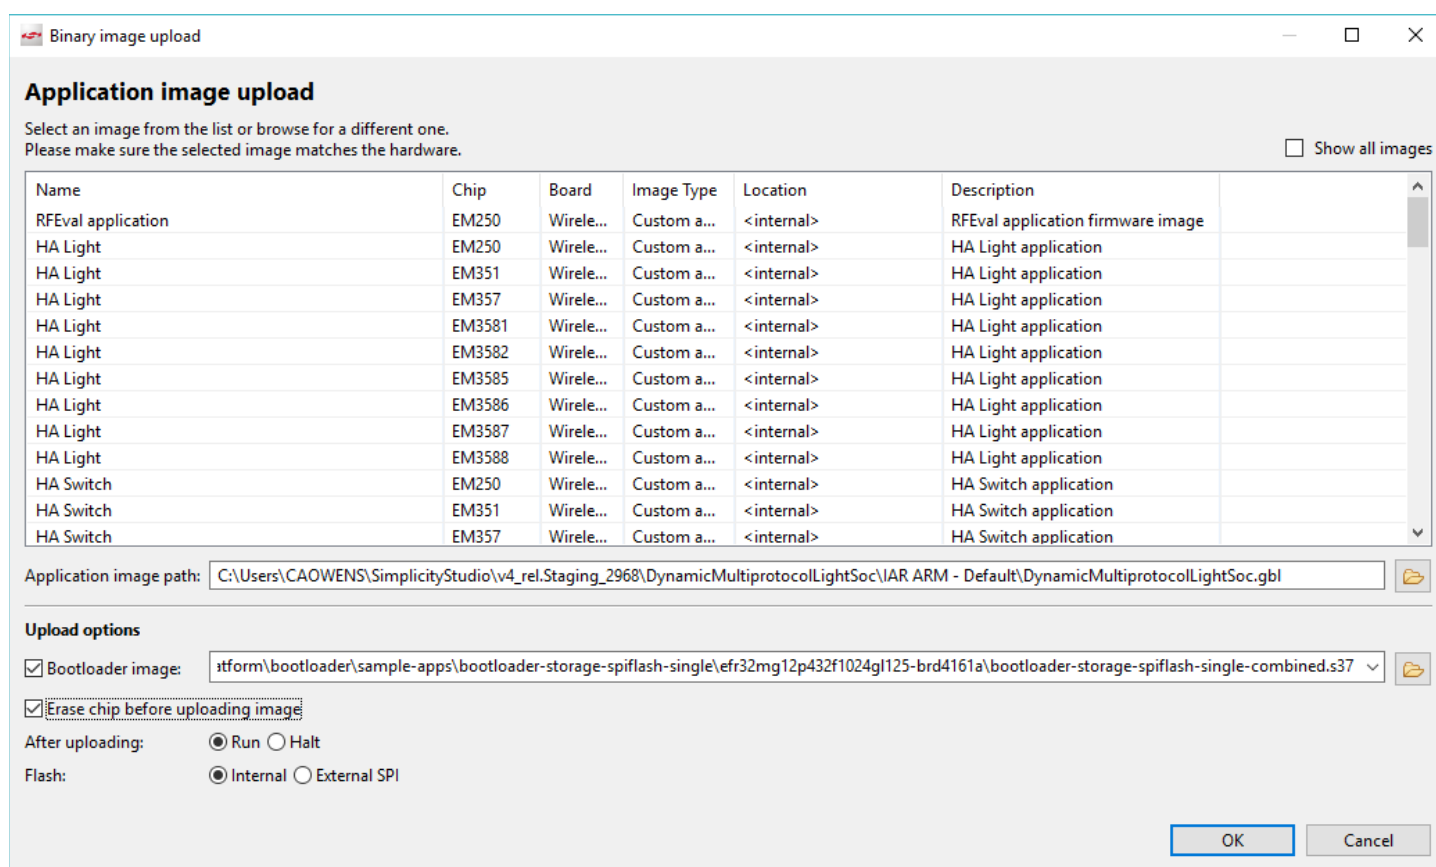 Binary image upload
Application image upload
Select an image from the list or browse for a different one.
Please make sure the selected image matches the hardware.
Show all images
Name Chip Board Image Type Location Description
RFEval application EM250 Wirele... Custom a... <internal> RFEval application firmware image
HA Light EM250 Wirele... Custom a... <internal> HA Light application
HA Light EM351 Wirele... Custom a... <internal> HA Light application
HA Light EM357 Wirele... Custom a... <internal> HA Light application
HA Light EM3581 Wirele... Custom a... <internal> HA Light application
HA Light EM3582 Wirele... Custom a... <internal> HA Light application
HA Light EM3585 Wirele... Custom a... <internal> HA Light application
HA Light EM3586 Wirele... Custom a... <internal> HA Light application
HA Light EM3587 Wirele... Custom a... <internal> HA Light application
HA Light EM3588 Wirele... Custom a... <internal> HA Light application
HA Switch EM250 Wirele... Custom a... <internal> HA Switch application
HA Switch EM351 Wirele... Custom a... <internal> HA Switch application
HA Switch EM357 Wirele... Custom a... <internal> HA Switch application
Application image path: C:\Users\CAOWENS\SimplicityStudio\v4_rel.Staging_2968\DynamicMultiprotocolLightSoc\IAR ARM - Default\DynamicMultiprotocolLightSoc.gbl
Upload options
Bootloader image: atform\bootloader\sample-apps\bootloader-storage-spiflash-single\efr32mg12p432f1024gl125-brd4161a\bootloader-storage-spiflash-single-combined.s37
Erase chip before uploading image
After uploading: Run Halt
Flash: Internal External SPI
OK Cancel